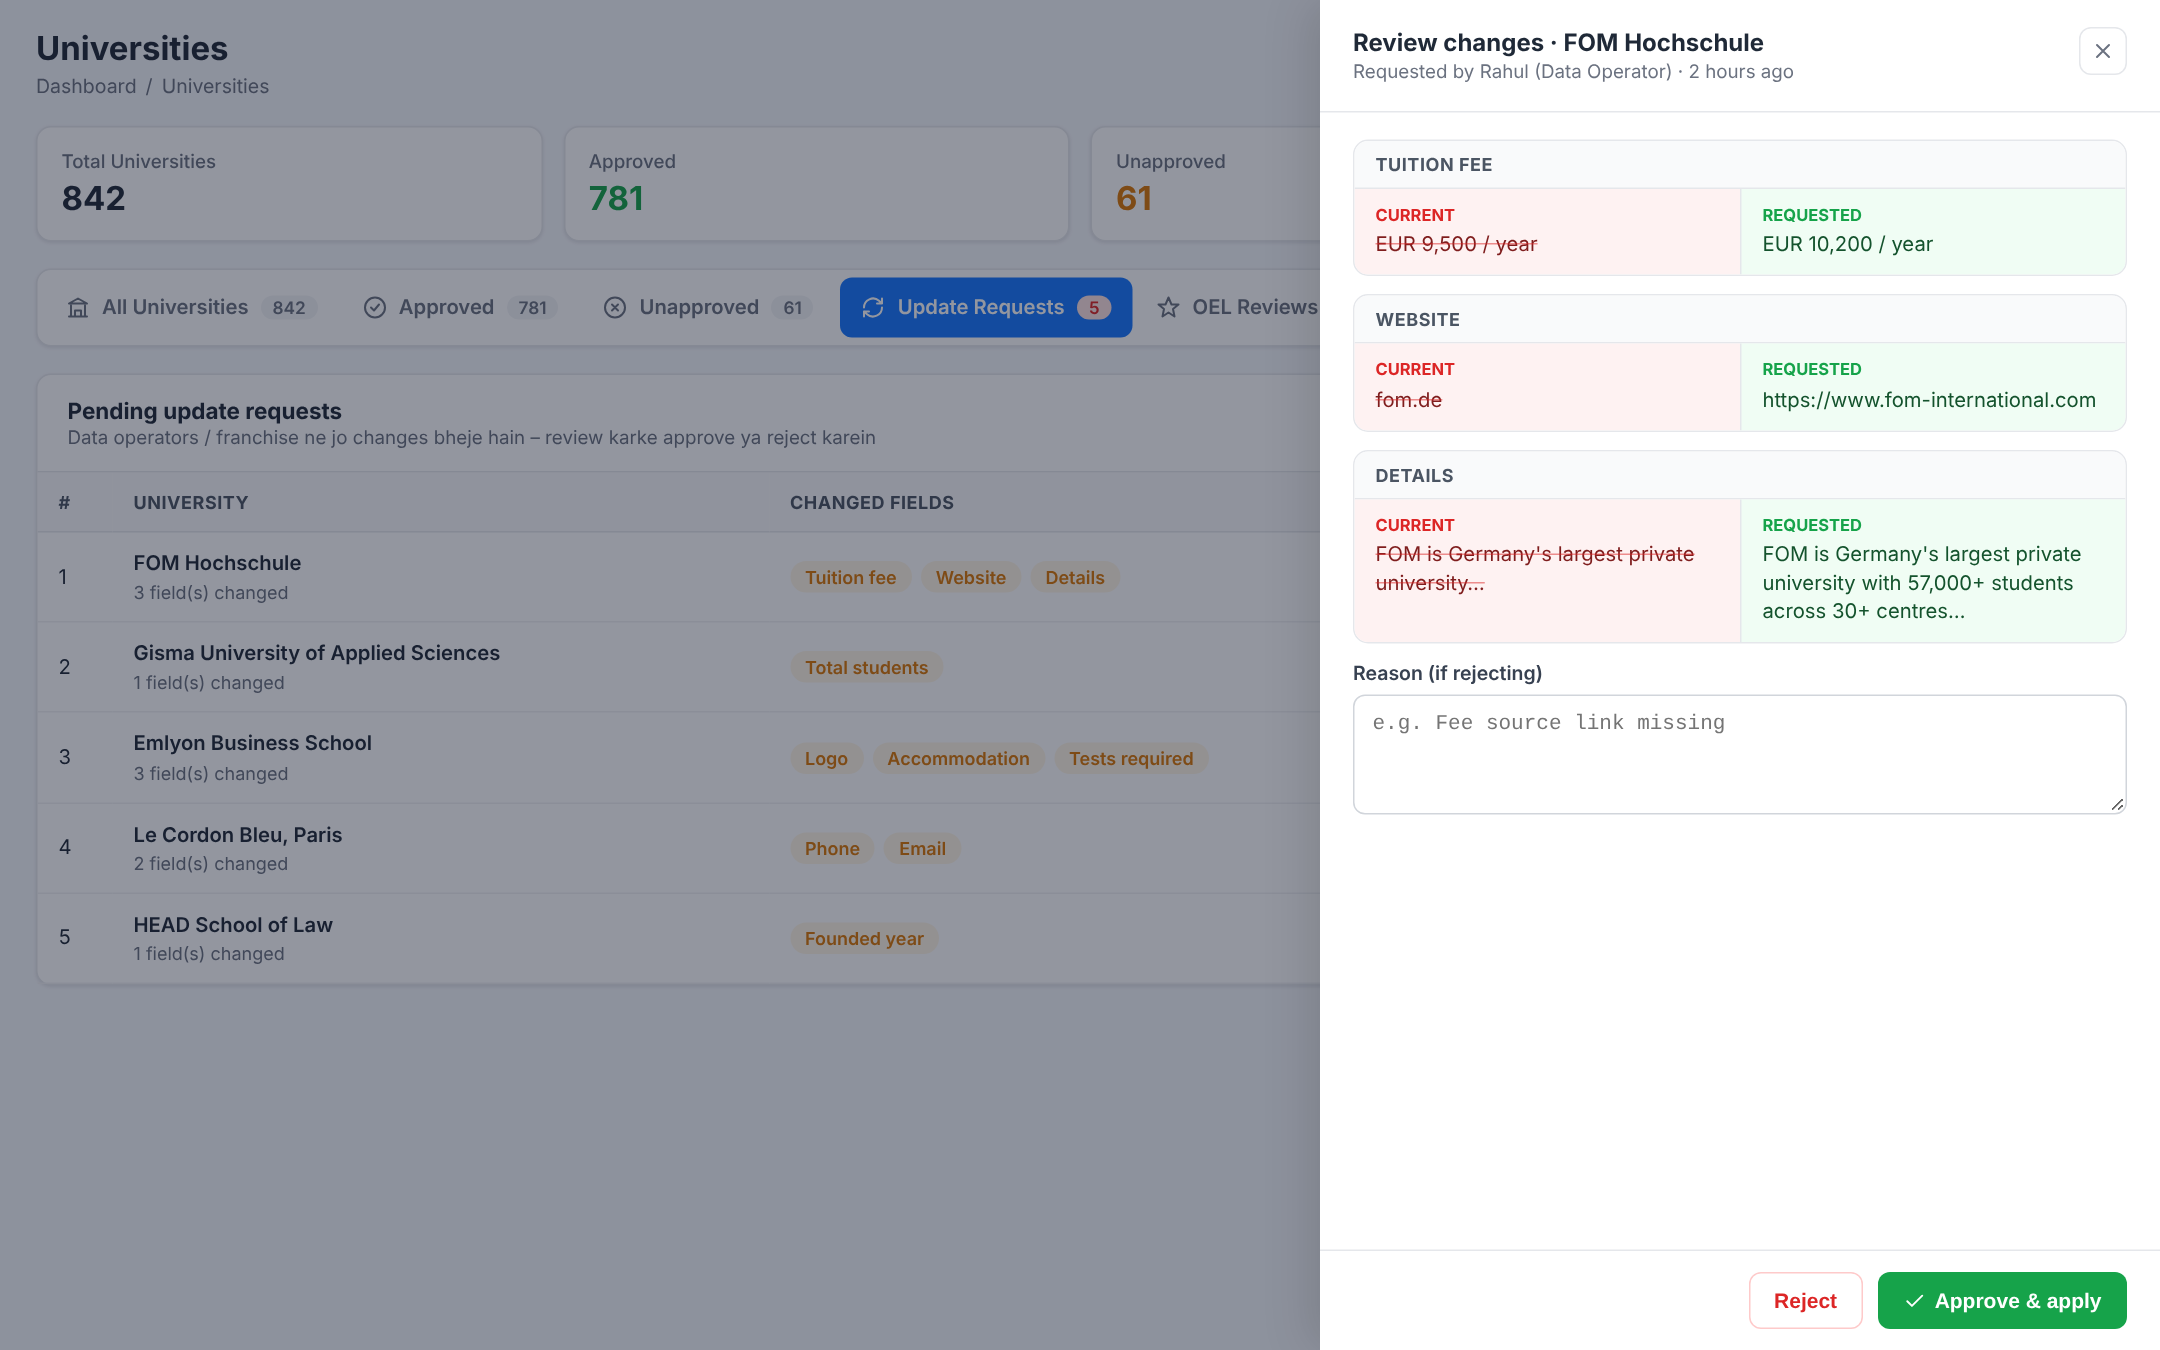 Universities
Dashboard / Universities
Total Universities
842
Approved
781
Unapproved
61
All Universities 842
Approved 781
Unapproved 61
Update Requests 5
OEL Reviews
Pending update requests
Data operators / franchise ne jo changes bheje hain – review karke approve ya reject karein
# UNIVERSITY CHANGED FIELDS
1 FOM Hochschule
3 field(s) changed
Tuition fee Website Details
2 Gisma University of Applied Sciences
1 field(s) changed
Total students
3 Emlyon Business School
3 field(s) changed
Logo Accommodation Tests required
4 Le Cordon Bleu, Paris
2 field(s) changed
Phone Email
5 HEAD School of Law
1 field(s) changed
Founded year
Review changes · FOM Hochschule
Requested by Rahul (Data Operator) · 2 hours ago
TUITION FEE
CURRENT
EUR 9,500 / year
REQUESTED
EUR 10,200 / year
WEBSITE
CURRENT
fom.de
REQUESTED
https://www.fom-international.com
DETAILS
CURRENT
FOM is Germany's largest private
university...
REQUESTED
FOM is Germany's largest private
university with 57,000+ students
across 30+ centres...
Reason (if rejecting)
e.g. Fee source link missing
Reject
Approve & apply